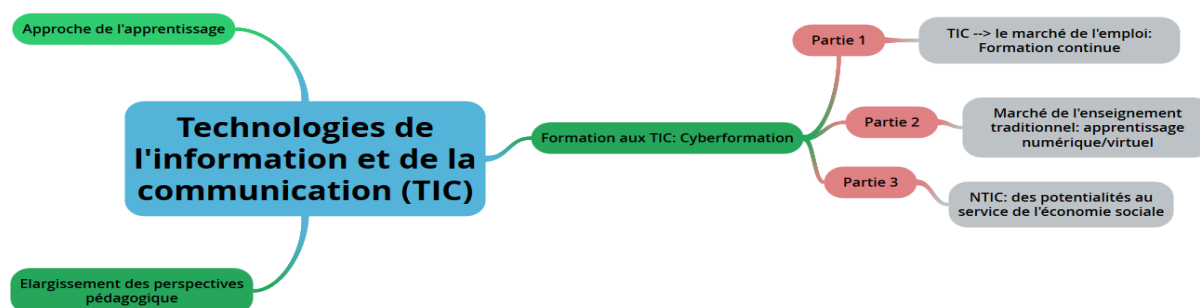 Approche de l'apprentissage
Technologies de
l'information et de la
communication (TIC)
Elargissement des perspectives
pédagogique
Formation aux TIC: Cyberformation
Partie 1
TIC --> le marché de l'emploi:
Formation continue
Partie 2
Marché de l'enseignement
traditionnel: apprentissage
numérique/virtuel
Partie 3
NTIC: des potentialités au
service de l'économie sociale